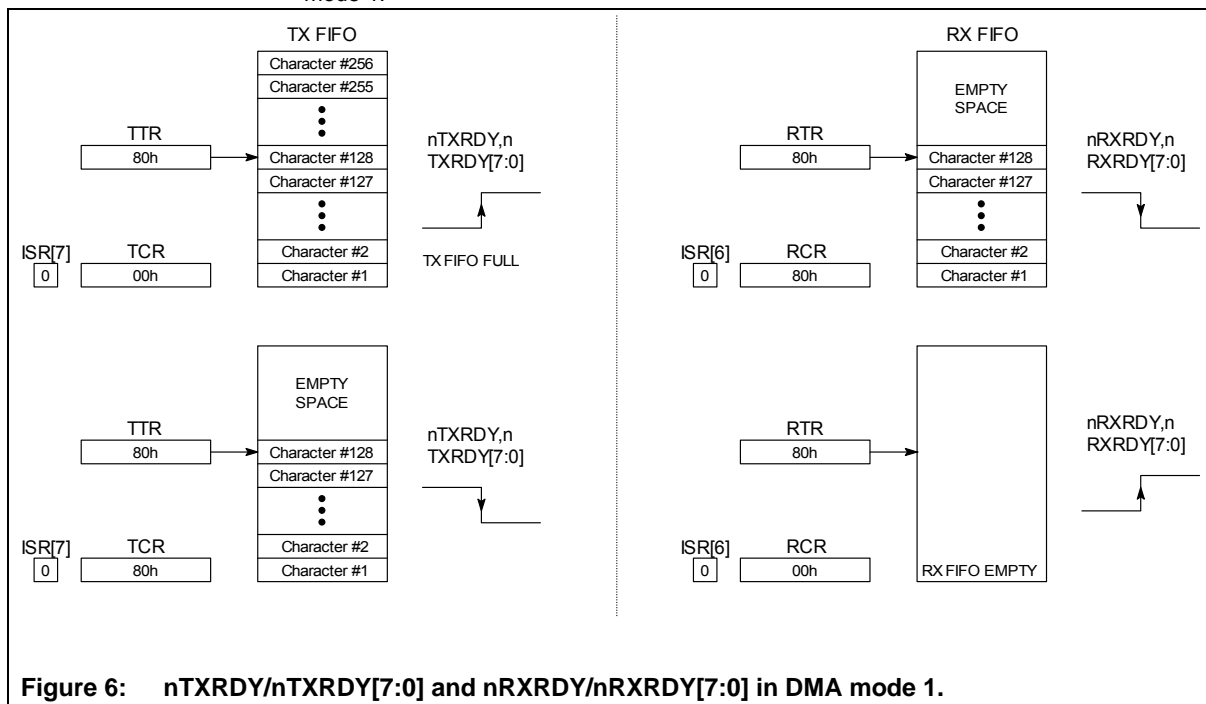 mode 1.
TX FIFO
Character #256
Character #255
TTR
80h
Character #128
Character #127
nTXRDY,n
TXRDY[7:0]
ISR[7]
0
TCR
00h
Character #2
Character #1
TX FIFO FULL
RX FIFO
EMPTY
SPACE
RTR
80h
Character #128
Character #127
nRXRDY,n
RXRDY[7:0]
ISR[6]
0
RCR
80h
Character #2
Character #1
EMPTY
SPACE
TTR
80h
Character #128
Character #127
nTXRDY,n
TXRDY[7:0]
ISR[7]
0
TCR
80h
Character #2
Character #1
RTR
80h
nRXRDY,n
RXRDY[7:0]
ISR[6]
0
RCR
00h
RX FIFO EMPTY
Figure 6: nTXRDY/nTXRDY[7:0] and nRXRDY/nRXRDY[7:0] in DMA mode 1.